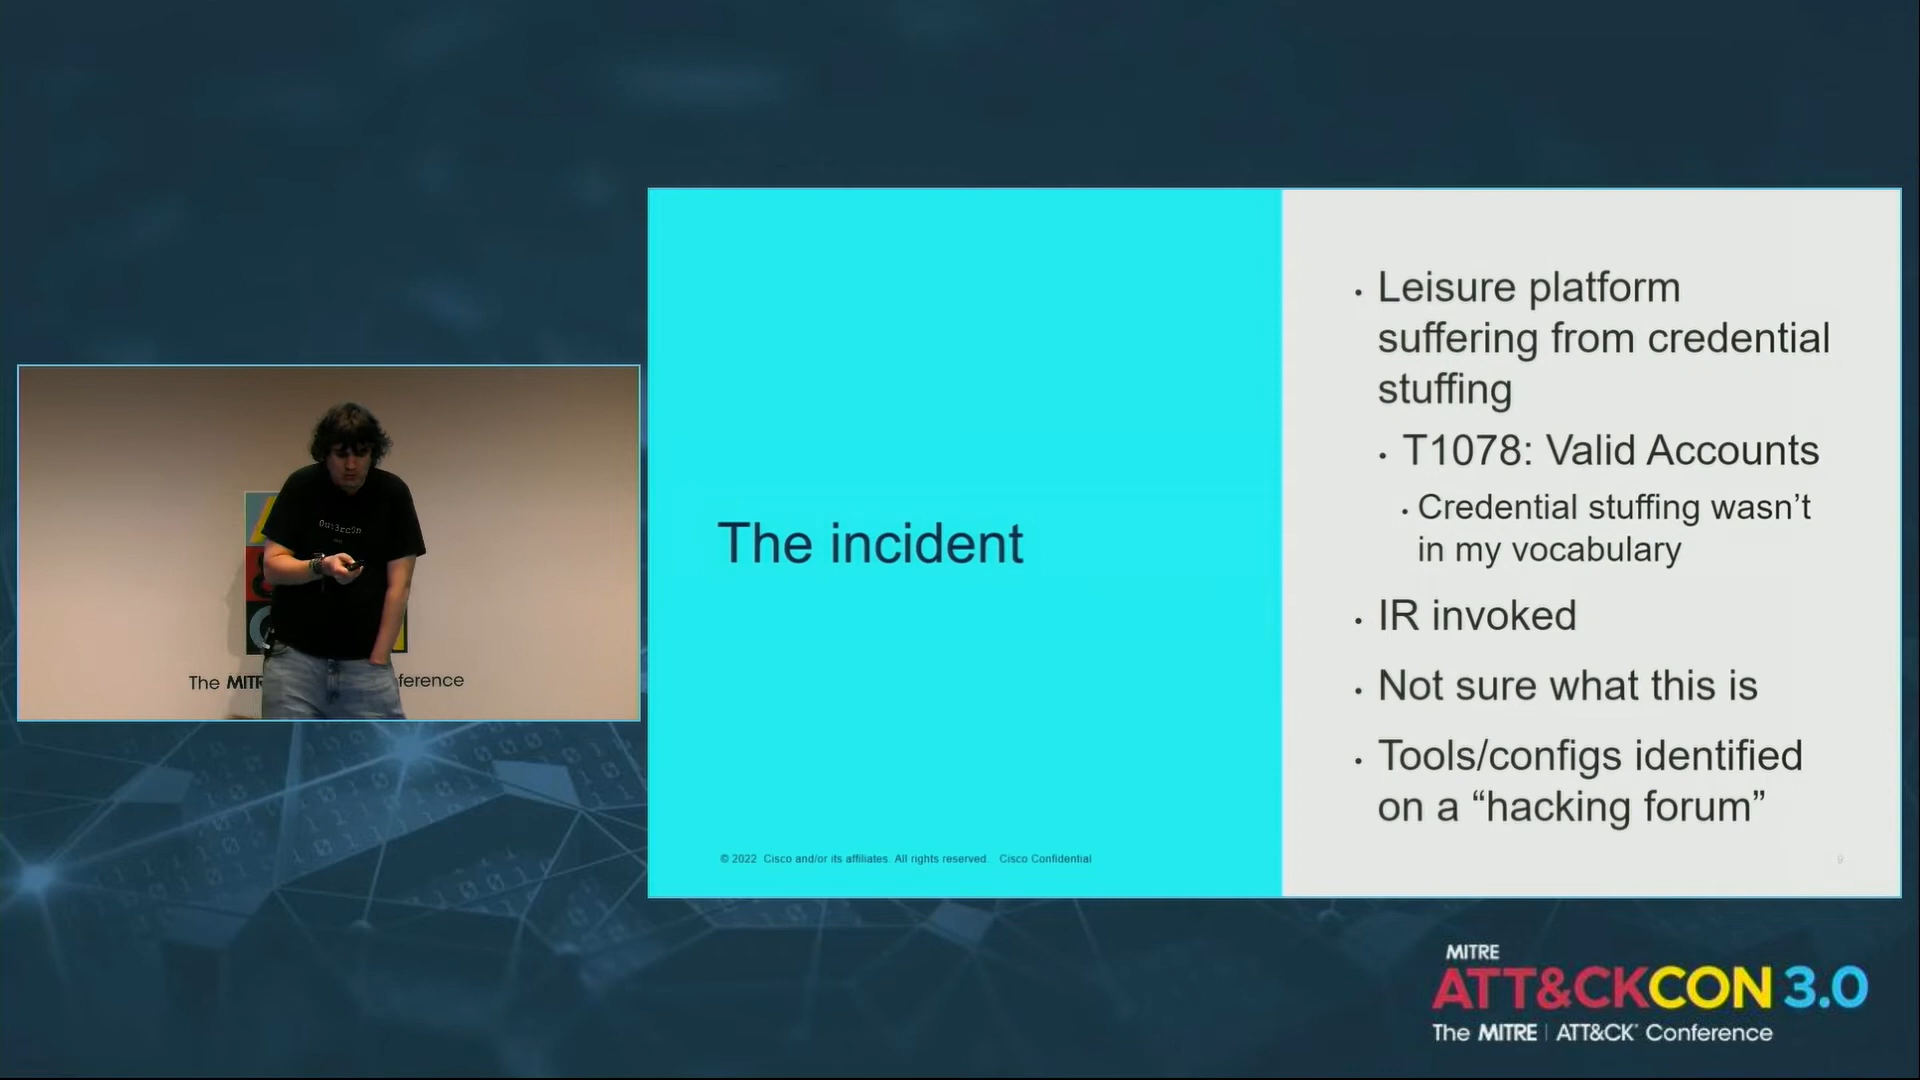 The incident
© 2022 Cisco and/or its affiliates. All rights reserved. Cisco Confidential
• Leisure platform
suffering from credential
stuffing
• T1078: Valid Accounts
• Credential stuffing wasn’t
in my vocabulary
• IR invoked
• Not sure what this is
• Tools/configs identified
on a “hacking forum”
9
The MITR
ference
MITRE
ATT&CKCON 3.0
The MITRE | ATT&CK® Conference